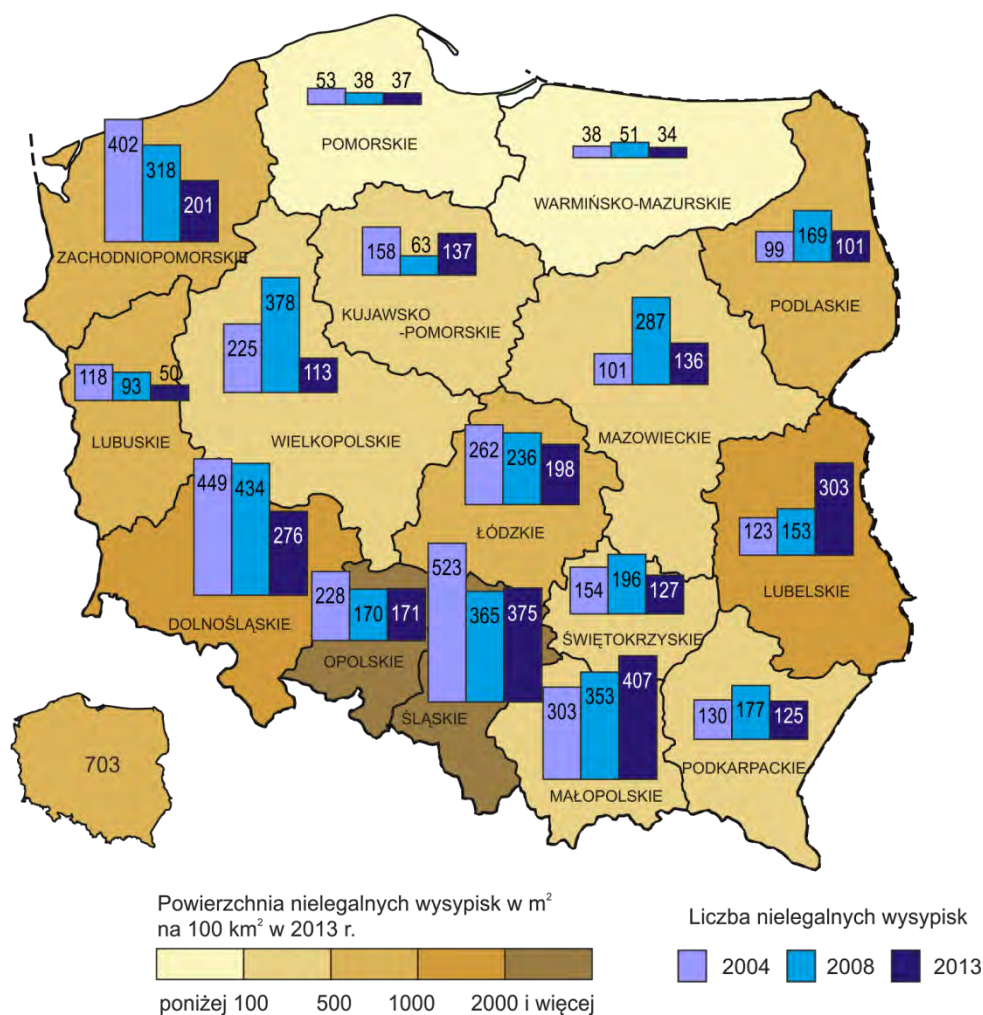 53 38 37
POMORSKIE
38 51 34
WARMIŃSKO-MAZURSKIE
402 318 201
ZACHODNIOPOMORSKIE
158 63 137
KUJAWSKO
-POMORSKIE
99 169 101
PODLASKIE
225 378 113
WIELKOPOLSKIE
101 287 136
MAZOWIECKIE
118 93 50
LUBUSKIE
262 236 198
ŁÓDZKIE
449 434 276
DOLNOŚLĄSKIE
123 153 303
LUBELSKIE
228 170 171
OPOLSKIE
523 365 375
ŚLĄSKIE
154 196 127
ŚWIĘTOKRZYSKIE
303 353 407
MAŁOPOLSKIE
130 177 125
PODKARPACKIE
703
Powierzchnia nielegalnych wysypisk w m²
na 100 km² w 2013 r.
poniżej 100 500 1000 2000 i więcej
Liczba nielegalnych wysypisk
2004 2008 2013